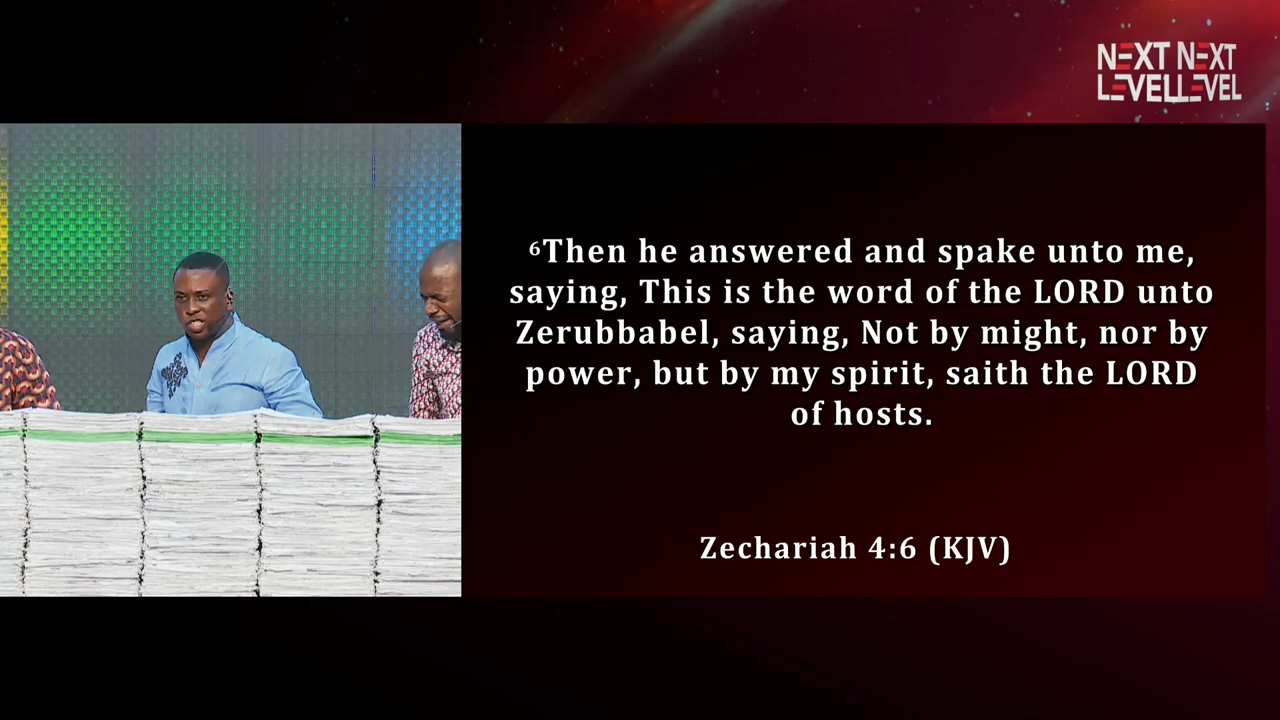 NEXT NEXT
LEVELLEVEL
⁶Then he answered and spake unto me,
saying, This is the word of the LORD unto
Zerubbabel, saying, Not by might, nor by
power, but by my spirit, saith the LORD
of hosts.
Zechariah 4:6 (KJV)